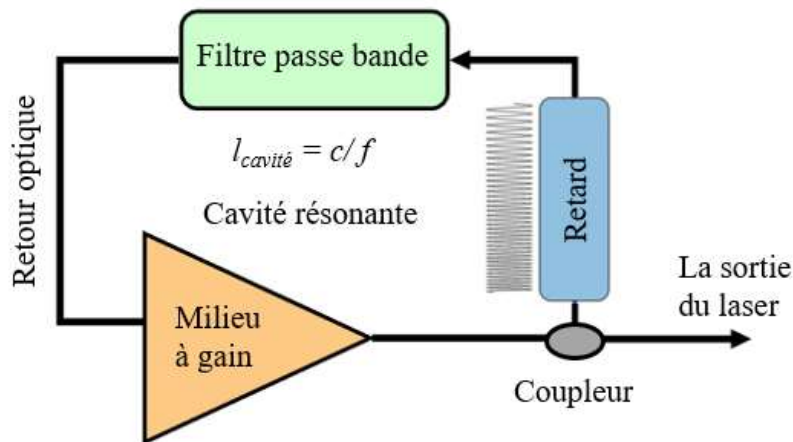 Filtre passe bande
l_cavité = c/f
Cavité résonante
Retour optique
Retard
Milieu
à gain
La sortie
du laser
Coupleur